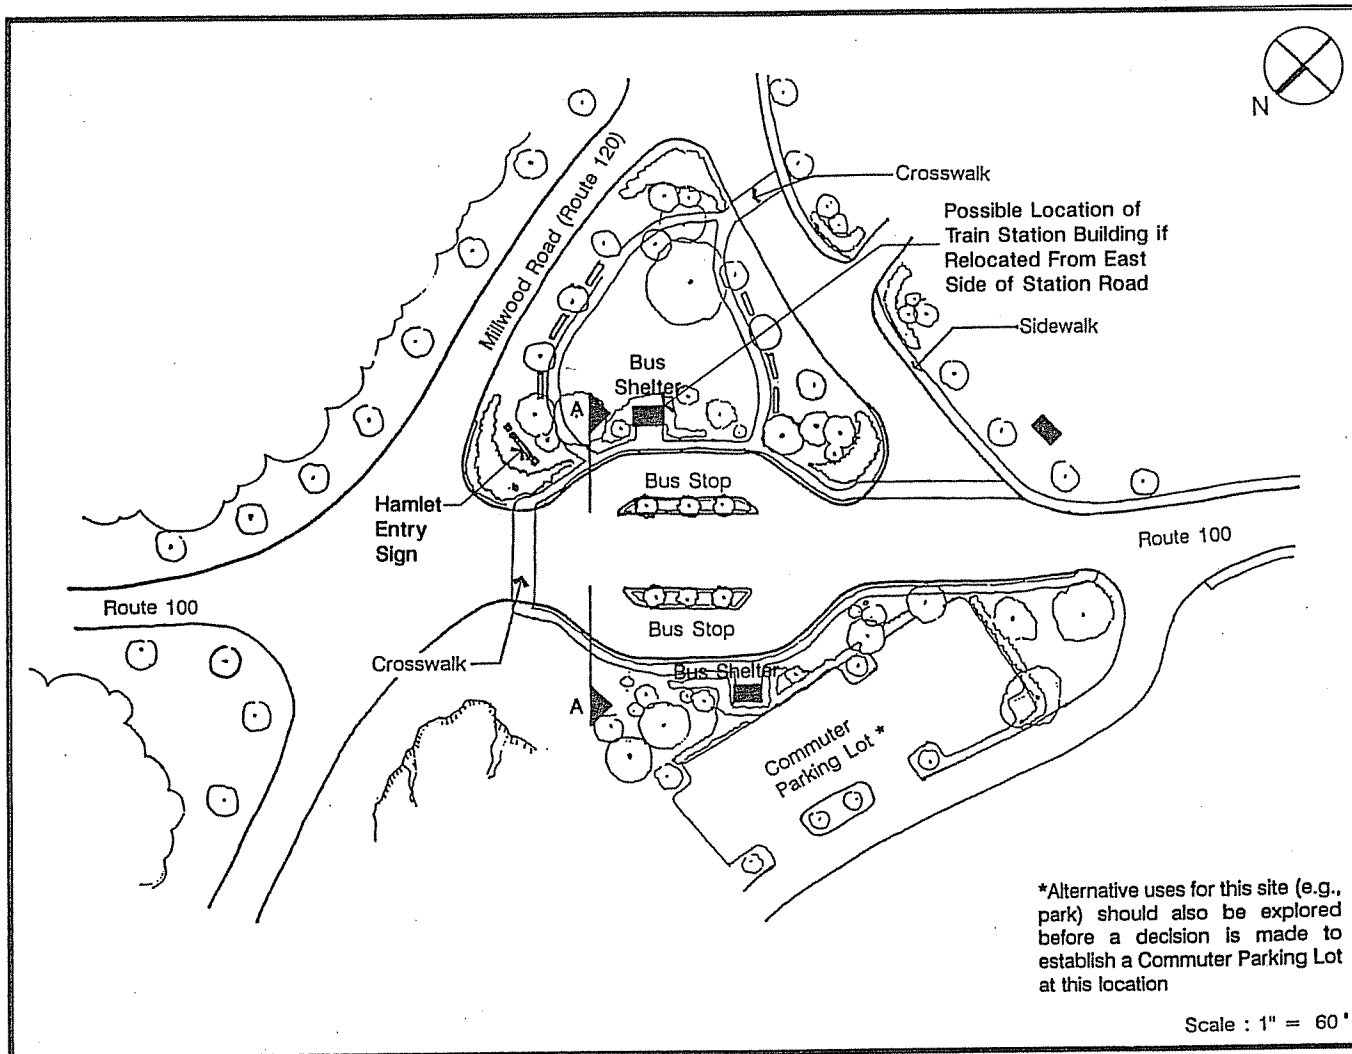 N
Millwood Road (Route 120)
Crosswalk
Possible Location of
Train Station Building if
Relocated From East
Side of Station Road
Sidewalk
Bus
Shelter
A
Bus Stop
Hamlet
Entry
Sign
Route 100
Route 100
Bus Stop
Crosswalk
Bus Shelter
A
Commuter
Parking Lot *
*Alternative uses for this site (e.g.,
park) should also be explored
before a decision is made to
establish a Commuter Parking Lot
at this location
Scale : 1" = 60'